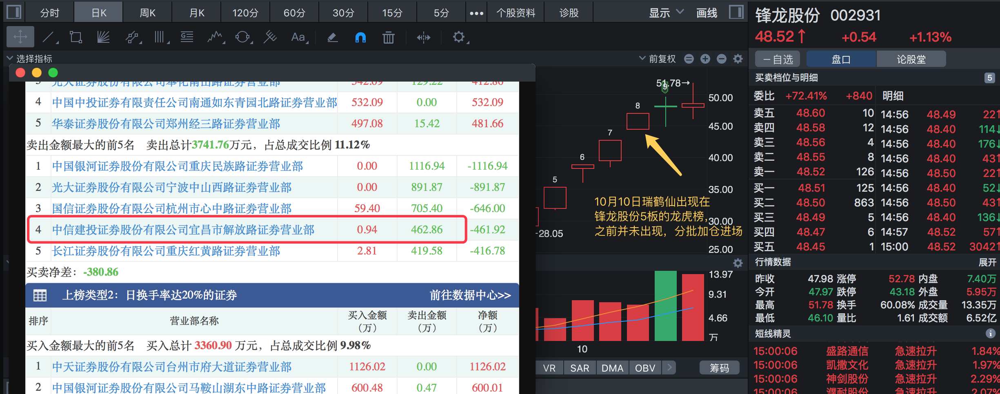 分时 日K 周K 月K 120分 60分 30分 15分 5分 ••• 个股资料 诊股 显示 画线
G Aa
选择指标 前复权
光大证券股份有限公司奉化南山路证券营业部 542.09 129.22 412.86
4 中国中投证券有限责任公司南通如东青园北路证券营业部 532.09 0.00 532.09
5 华泰证券股份有限公司郑州经三路证券营业部 497.08 15.42 481.66
卖出金额最大的前5名 卖出总计3741.76万元，占总成交比例 11.12%
1 中国银河证券股份有限公司重庆民族路证券营业部 0.00 1116.94 -1116.94
2 光大证券股份有限公司宁波中山西路证券营业部 0.00 891.87 -891.87
3 国信证券股份有限公司杭州市心中路证券营业部 59.40 705.40 -646.00
4 中信建投证券股份有限公司宜昌市解放路证券营业部 0.94 462.86 -461.92
5 长江证券股份有限公司重庆红黄路证券营业部 2.81 419.58 -416.78
买卖净差：-380.86
上榜类型2：日换手率达20%的证券 前往数据中心>>
排序 营业部名称 买入金额（万） 卖出金额（万） 净额（万）
买入金额最大的前5名 买入总计 3360.90 万元，占总成交比例 9.98%
1 中天证券股份有限公司台州市府大道证券营业部 1126.02 0.00 1126.02
2 中国银河证券股份有限公司马鞍山湖东中路证券营业部 600.48 0.47 600.01
51.78→
9
8
7
6
5
50.00
45.00
40.00
35.00
30.00
25.00
10月10日瑞鹤仙出现在
锋龙股份5板的龙虎榜，
之前并未出现，分批加仓进场
28.05
13.97
9.31
4.66
万
10
VR SAR DMA OBV > 筹码
锋龙股份 002931
48.52↑ +0.54 +1.13%
－自选 盘口 论股堂
买卖档位与明细 5
委比 +72.41% +840 明细
卖五 48.60 10 14:56 48.49 22↑
卖四 48.58 12 14:56 48.40 114↓
卖三 48.56 4 14:56 48.40 176↓
卖二 48.55 8 14:56 48.40 43↑
卖一 48.52 126 14:56 48.50 22↑
买一 48.51 125 14:56 48.40 52↓
买二 48.50 863 14:56 48.50 43↑
买三 48.49 5 14:56 48.40 136↓
买四 48.47 6 14:57 48.52 57↑
买五 48.45 1 15:00 48.52 3042↑
行情数据 展开
昨收 47.98 涨停 52.78 内盘 7.40万
今开 47.97 跌停 43.18 外盘 5.95万
最高 51.78 换手 60.08% 成交量 13.35万
最低 46.10 量比 1.61 成交额 6.52亿
短线精灵
15:00:06 盛路通信 急速拉升 1.84%
15:00:06 凯撒文化 急速拉升 1.97%
15:00:06 神剑股份 急速拉升 2.29%
15:00:06 濮耐股份 急速拉升 2.07%